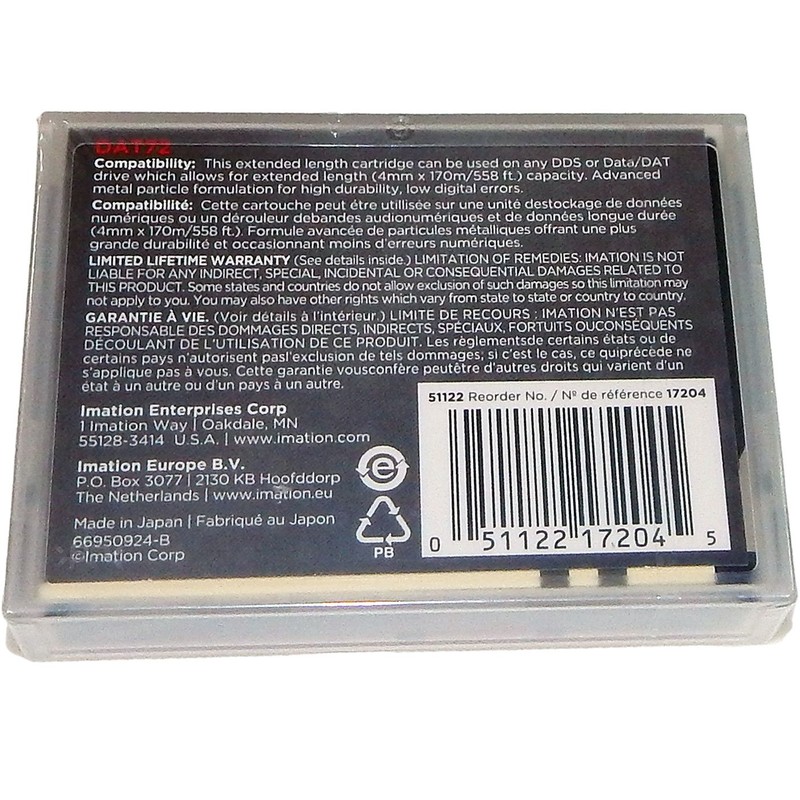 DAT72
Compatibility: This extended length cartridge can be used on any DDS or Data/DAT
drive which allows for extended length (4mm x 170m/558 ft.) capacity. Advanced
metal particle formulation for high durability, low digital errors.
Compatibilité: Cette cartouche peut étre utilisée sur une unité destockage de données
numériques ou un dérouleur debandes audionumériques et de données longue durée
(4mm x 170m/558 ft.). Formule avancée de particules métalliques offrant une plus
grande durabilité et occasionnant moins d'erreurs numériques.
LIMITED LIFETIME WARRANTY (See details inside.) LIMITATION OF REMEDIES: IMATION IS NOT
LIABLE FOR ANY INDIRECT, SPECIAL, INCIDENTAL OR CONSEQUENTIAL DAMAGES RELATED TO
THIS PRODUCT. Some states and countries do not allow exclusion of such damages so this limitation may
not apply to you. You may also have other rights which vary from state to state or country to country.
GARANTIE À VIE. (Voir détails à l'intérieur.) LIMITE DE RECOURS : IMATION N'EST PAS
RESPONSABLE DES DOMMAGES DIRECTS, INDIRECTS, SPÉCIAUX, FORTUITS OUCONSÉQUENTS
DÉCOULANT DE L'UTILISATION DE CE PRODUIT. Les règlementsde certains états ou de
certains pays n'autorisent pasl'exclusion de tels dommages; si c'est le cas, ce quiprécède ne
s'applique pas à vous. Cette garantie vousconfère peutêtre d'autres droits qui varient d'un
état à un autre ou d'un pays à un autre.
51122 Reorder No. / Nº de référence 17204
Imation Enterprises Corp
1 Imation Way | Oakdale, MN
55128-3414 U.S.A. | www.imation.com
Imation Europe B.V.
P.O. Box 3077 | 2130 KB Hoofddorp
The Netherlands | www.imation.eu
Made in Japan | Fabriqué au Japon
66950924-B
©Imation Corp
e
PB
0 51122 17204 5